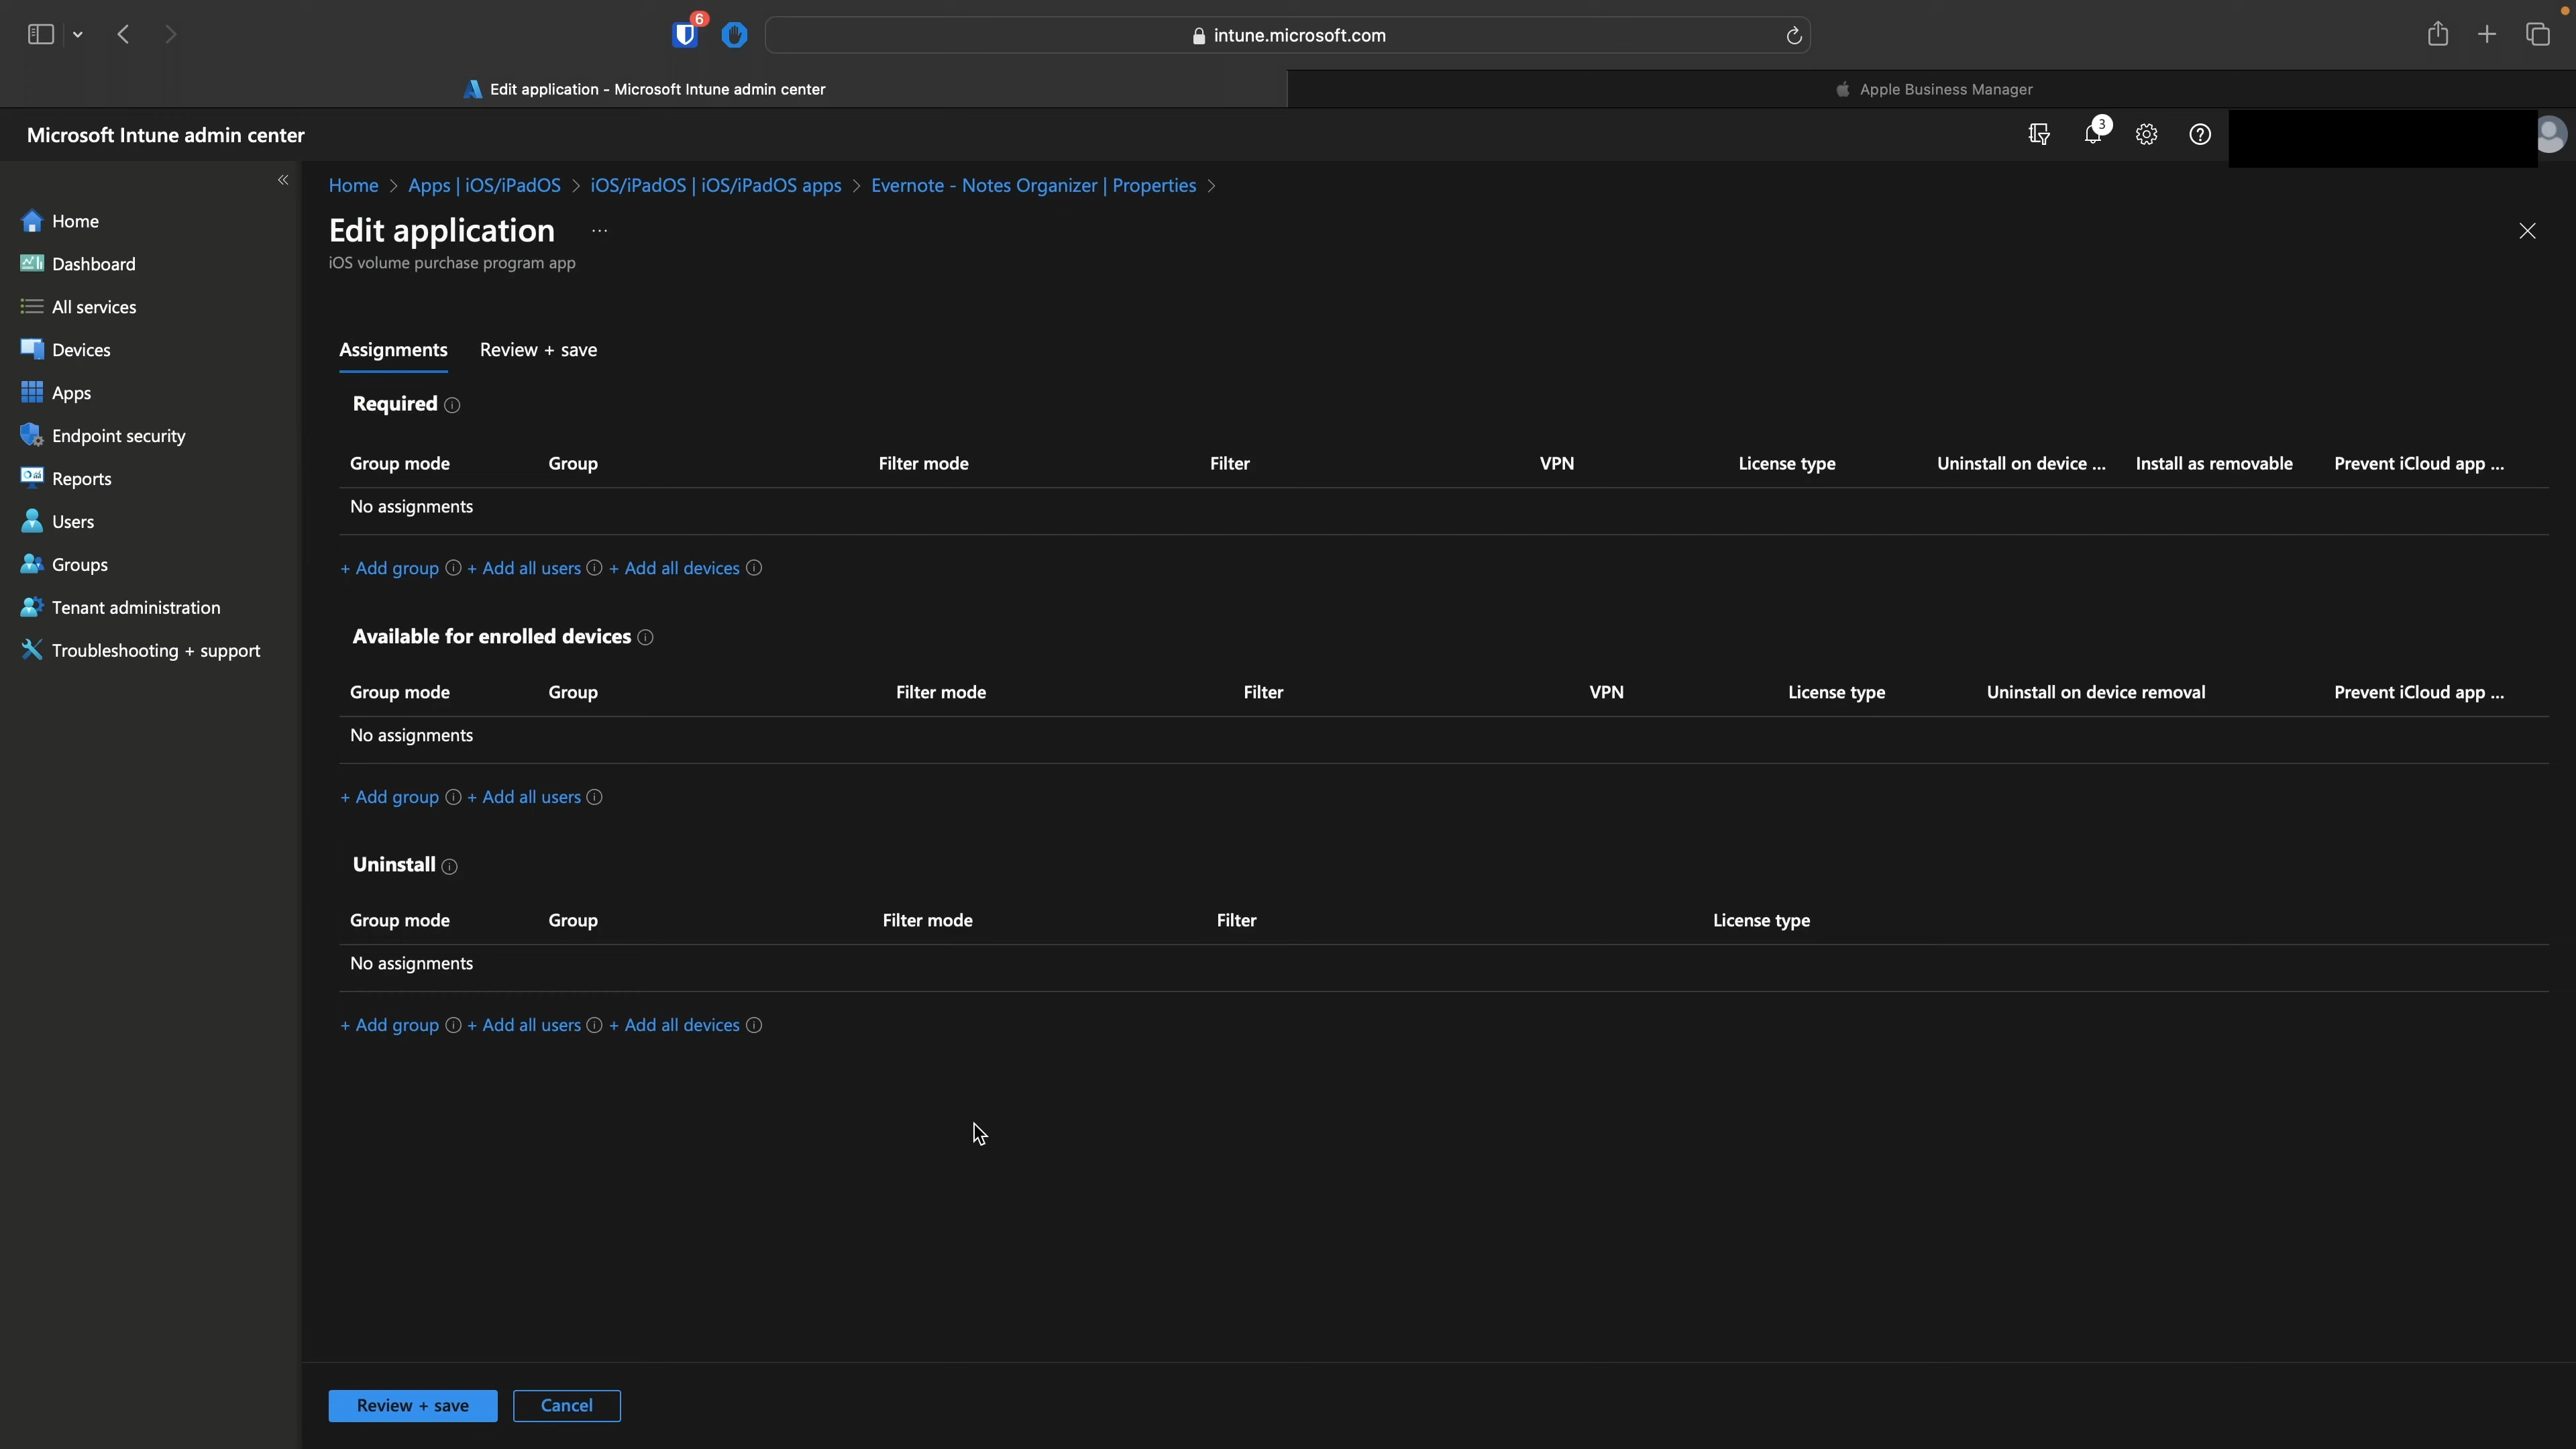 6
intune.microsoft.com
Edit application - Microsoft Intune admin center
Apple Business Manager
Microsoft Intune admin center
3
Home > Apps | iOS/iPadOS > iOS/iPadOS | iOS/iPadOS apps > Evernote - Notes Organizer | Properties >
Edit application ...
iOS volume purchase program app
Home
Dashboard
All services
Devices
Apps
Endpoint security
Reports
Users
Groups
Tenant administration
Troubleshooting + support
Assignments Review + save
Required
Group mode Group Filter mode Filter VPN License type Uninstall on device ... Install as removable Prevent iCloud app ...
No assignments
+ Add group + Add all users + Add all devices
Available for enrolled devices
Group mode Group Filter mode Filter VPN License type Uninstall on device removal Prevent iCloud app ...
No assignments
+ Add group + Add all users
Uninstall
Group mode Group Filter mode Filter License type
No assignments
+ Add group + Add all users + Add all devices
Review + save Cancel